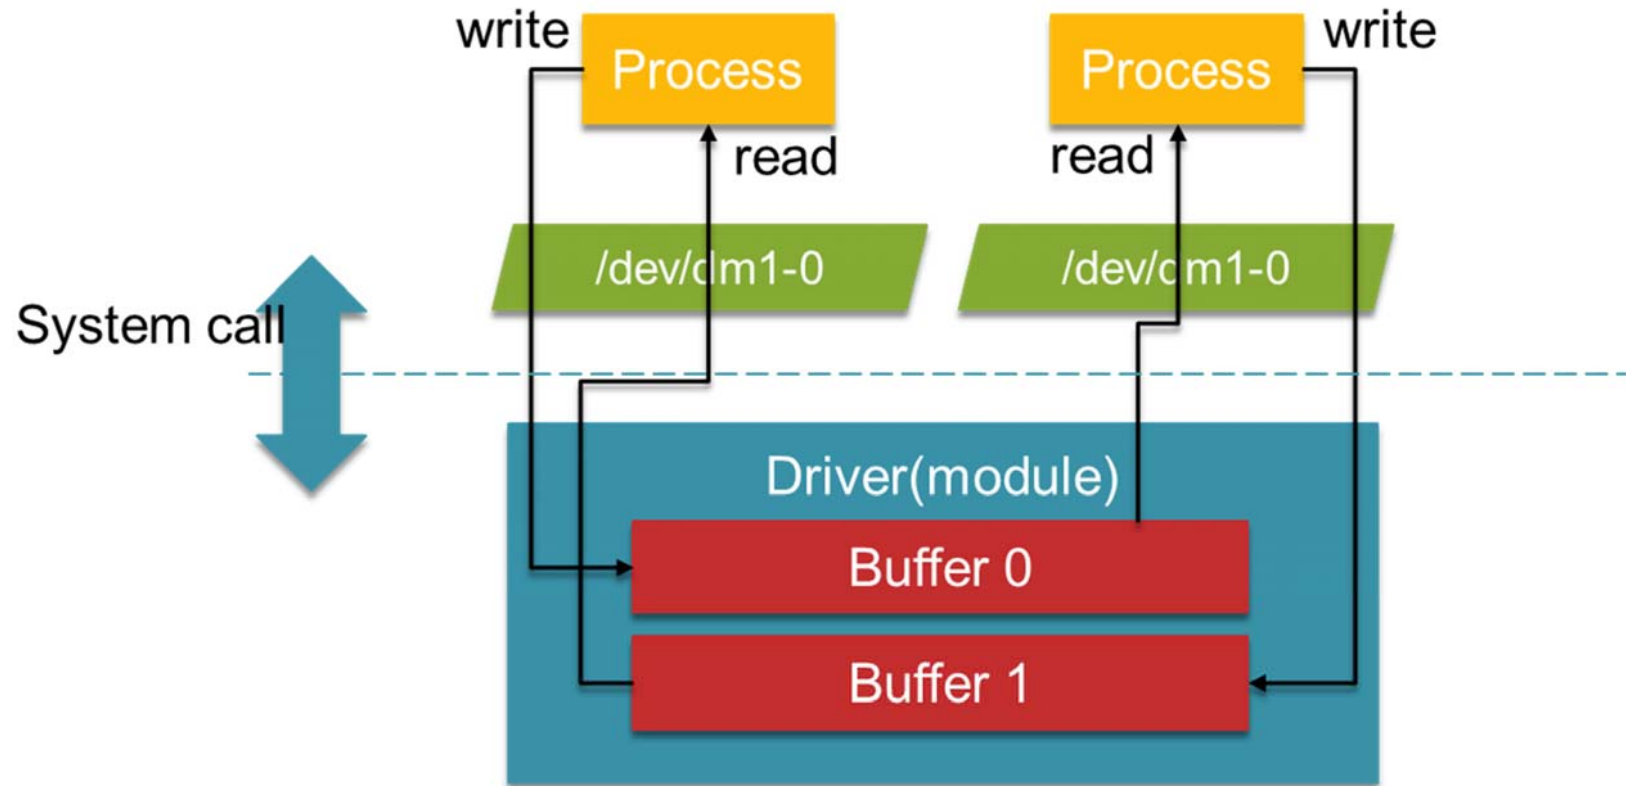 write
Process
Process
write
read
read
/dev/dm1-0
/dev/dm1-0
System call
Driver(module)
Buffer 0
Buffer 1